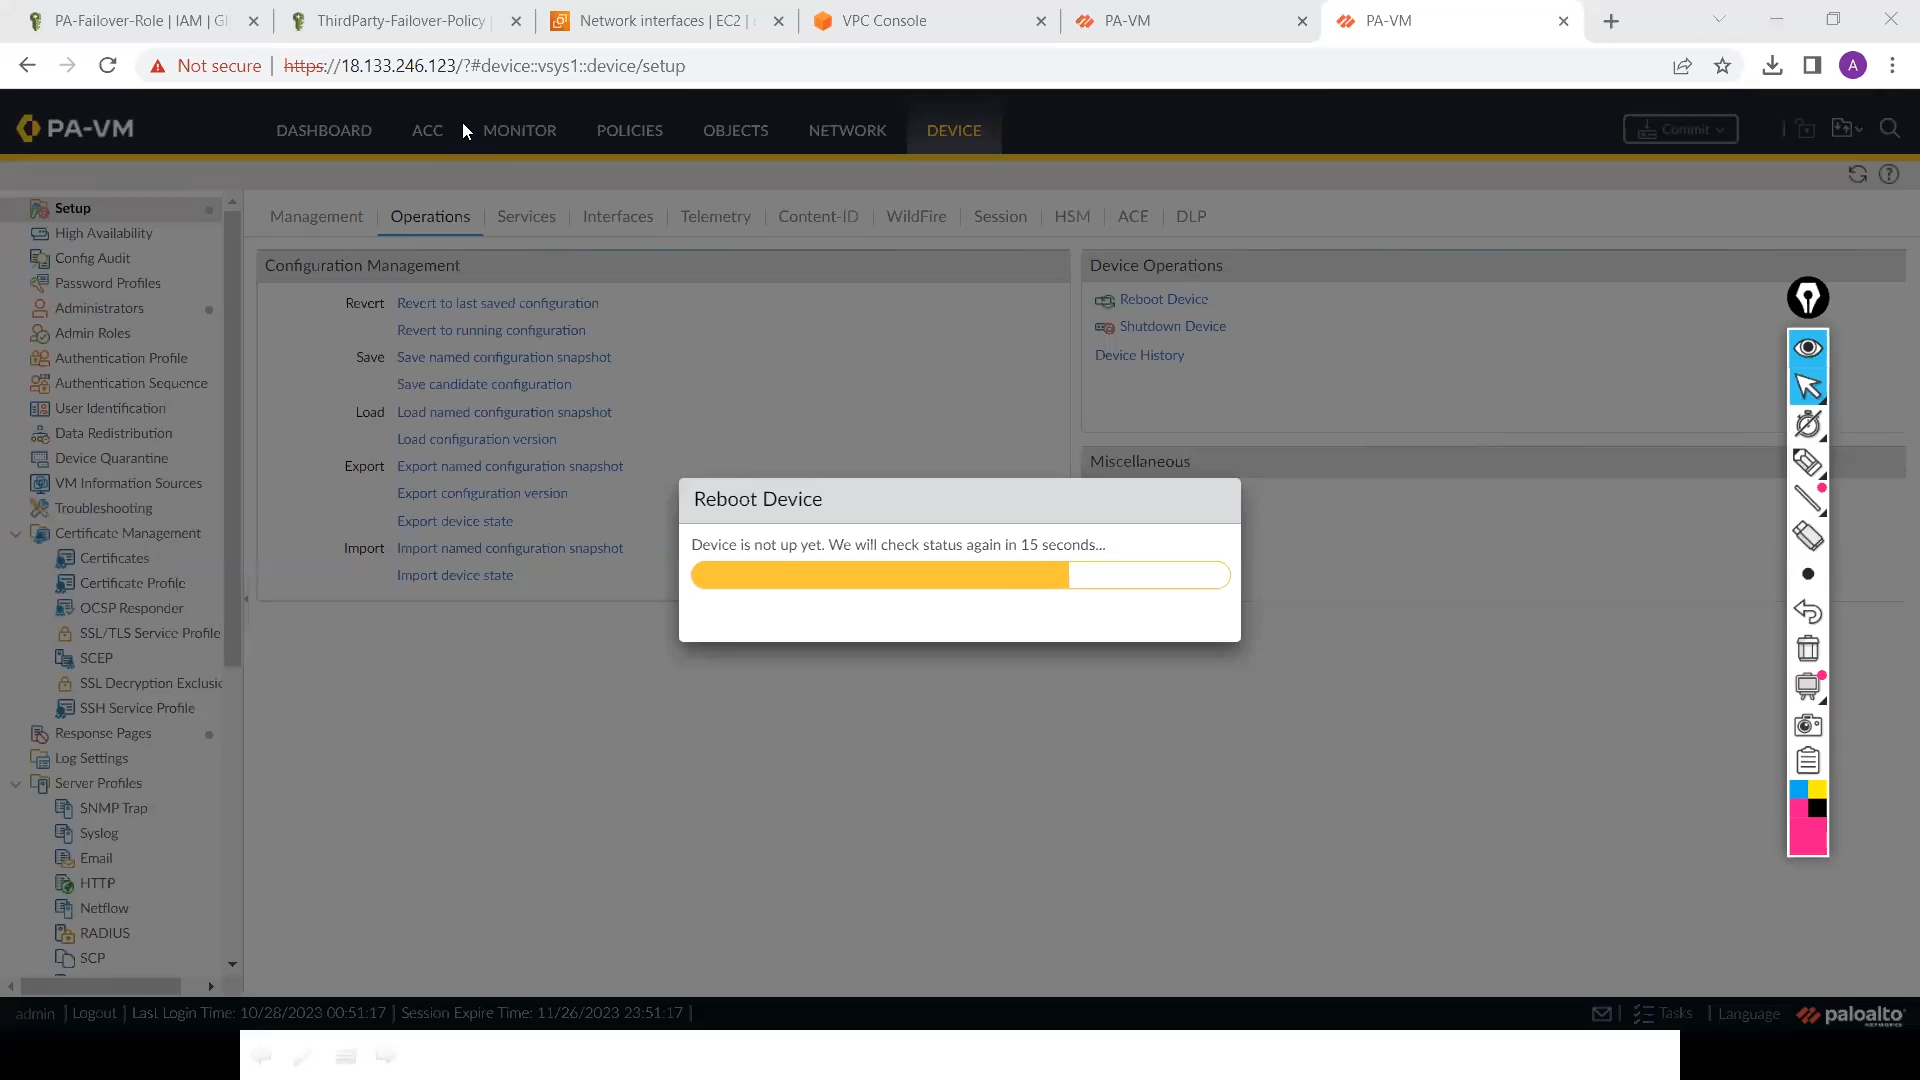 PA-Failover-Role | IAM | Gl
ThirdParty-Failover-Policy |
Network interfaces | EC2 |
VPC Console
PA-VM
PA-VM
Not secure | https://18.133.246.123/?#device::vsys1::device/setup
A
PA-VM
DASHBOARD
ACC
MONITOR
POLICIES
OBJECTS
NETWORK
DEVICE
Commit
Setup
High Availability
Config Audit
Password Profiles
Administrators
Admin Roles
Authentication Profile
Authentication Sequence
User Identification
Data Redistribution
Device Quarantine
VM Information Sources
Troubleshooting
Certificate Management
Certificates
Certificate Profile
OCSP Responder
SSL/TLS Service Profile
SCEP
SSL Decryption Exclusic
SSH Service Profile
Response Pages
Log Settings
Server Profiles
SNMP Trap
Syslog
Email
HTTP
Netflow
RADIUS
SCP
Management | Operations | Services | Interfaces | Telemetry | Content-ID | WildFire | Session | HSM | ACE | DLP
Configuration Management
Revert Revert to last saved configuration
Revert to running configuration
Save Save named configuration snapshot
Save candidate configuration
Load Load named configuration snapshot
Load configuration version
Export Export named configuration snapshot
Export configuration version
Export device state
Import Import named configuration snapshot
Import device state
Device Operations
Reboot Device
Shutdown Device
Device History
Miscellaneous
Reboot Device
Device is not up yet. We will check status again in 15 seconds...
admin | Logout | Last Login Time: 10/28/2023 00:51:17 | Session Expire Time: 11/26/2023 23:51:17 |
Tasks | Language
paloalto
NETWORKS